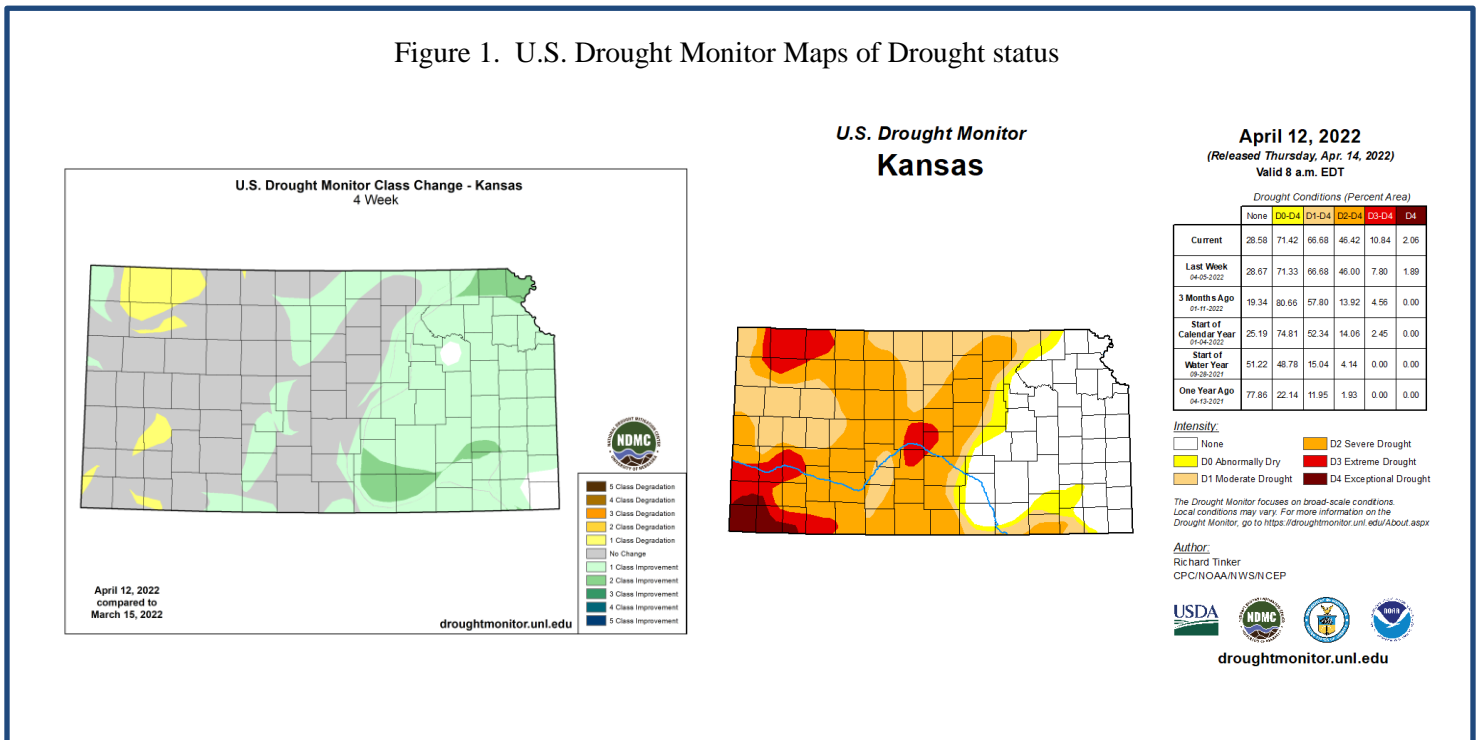 Figure 1. U.S. Drought Monitor Maps of Drought status
U.S. Drought Monitor Class Change - Kansas
4 Week
NDMC
5 Class Degradation
4 Class Degradation
3 Class Degradation
2 Class Degradation
1 Class Degradation
No Change
1 Class Improvement
2 Class Improvement
3 Class Improvement
4 Class Improvement
5 Class Improvement
April 12, 2022
compared to
March 15, 2022
droughtmonitor.unl.edu
U.S. Drought Monitor
Kansas
April 12, 2022
(Released Thursday, Apr. 14, 2022)
Valid 8 a.m. EDT
Drought Conditions (Percent Area)
None D0-D4 D1-D4 D2-D4 D3-D4 D4
Current 28.58 71.42 66.68 46.42 10.84 2.06
Last Week 28.67 71.33 66.68 46.00 7.80 1.89
04-05-2022
3 Months Ago 19.34 80.66 57.80 13.92 4.56 0.00
01-11-2022
Start of
Calendar Year 25.19 74.81 52.34 14.06 2.45 0.00
01-04-2022
Start of
Water Year 51.22 48.78 15.04 4.14 0.00 0.00
09-28-2021
One Year Ago 77.86 22.14 11.95 1.93 0.00 0.00
04-13-2021
Intensity:
None
D0 Abnormally Dry
D1 Moderate Drought
D2 Severe Drought
D3 Extreme Drought
D4 Exceptional Drought
The Drought Monitor focuses on broad-scale conditions.
Local conditions may vary. For more information on the
Drought Monitor, go to https://droughtmonitor.unl.edu/About.aspx
Author:
Richard Tinker
CPC/NOAA/NWS/NCEP
USDA
NDMC
NOAA
droughtmonitor.unl.edu